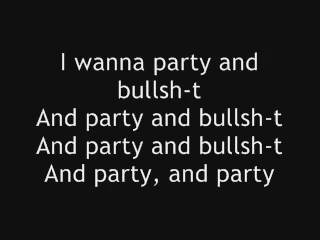 I wanna party and
bullsh-t
And party and bullsh-t
And party and bullsh-t
And party, and party